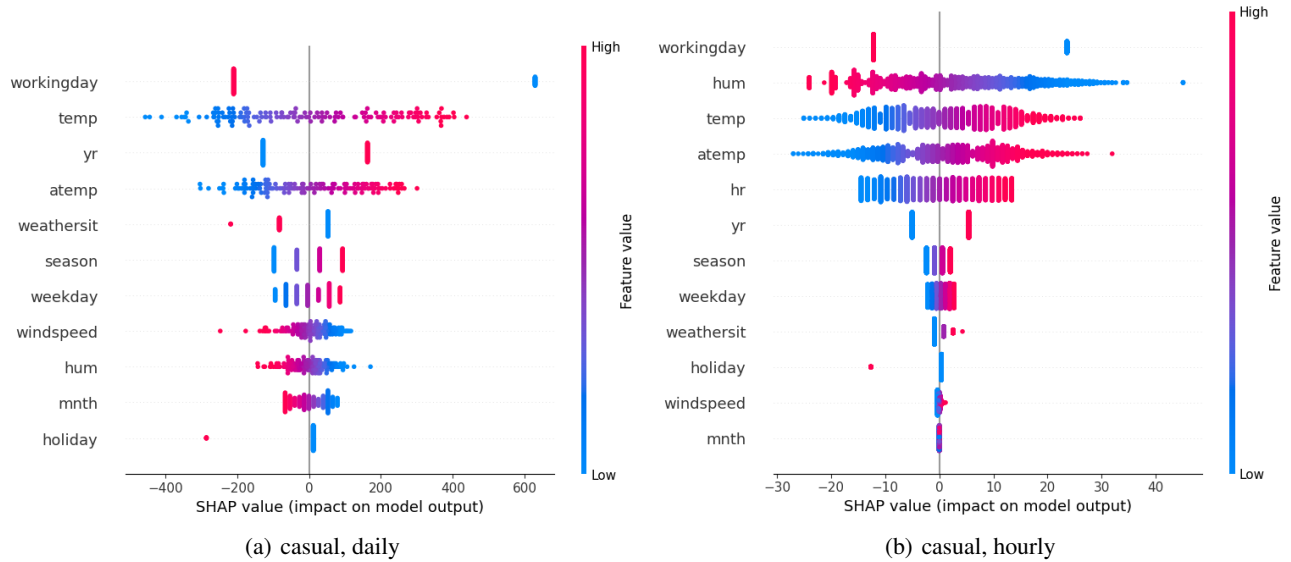 workingday
temp
yr
atemp
weathersit
season
weekday
windspeed
hum
mnth
holiday
−400 −200 0 200 400 600
SHAP value (impact on model output)
High
Feature value
Low
(a) casual, daily
workingday
hum
temp
atemp
hr
yr
season
weekday
weathersit
holiday
windspeed
mnth
−30 −20 −10 0 10 20 30 40
SHAP value (impact on model output)
High
Feature value
Low
(b) casual, hourly